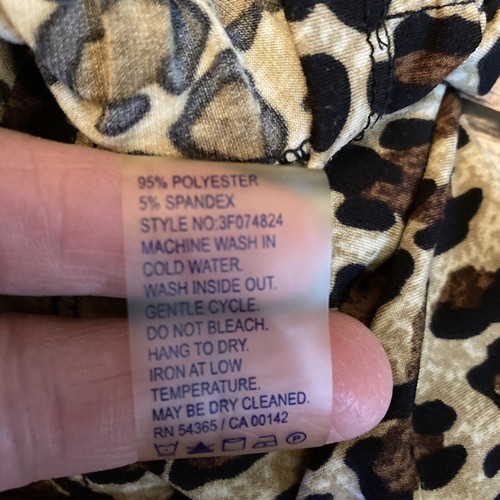 95% POLYESTER
5% SPANDEX
STYLE NO:3F074824
MACHINE WASH IN
COLD WATER.
WASH INSIDE OUT.
GENTLE CYCLE.
DO NOT BLEACH.
HANG TO DRY.
IRON AT LOW
TEMPERATURE.
MAY BE DRY CLEANED.
RN 54365 / CA 00142